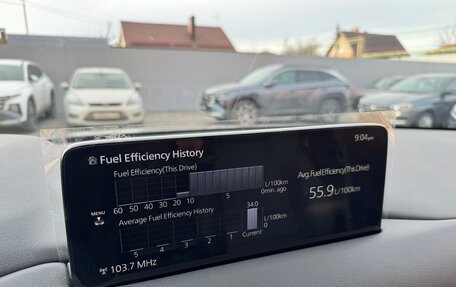 9:04 p.m.
Fuel Efficiency History
Fuel Efficiency(This Drive)
L/100km
60 50 40 30 20 10 5 0min. ago
Avg. Fuel Efficiency(This Drive)
55.9 L/100km
MENU
Average Fuel Efficiency History
34.0
L/100km
0
5 4 3 2 1 Current
103.7 MHz